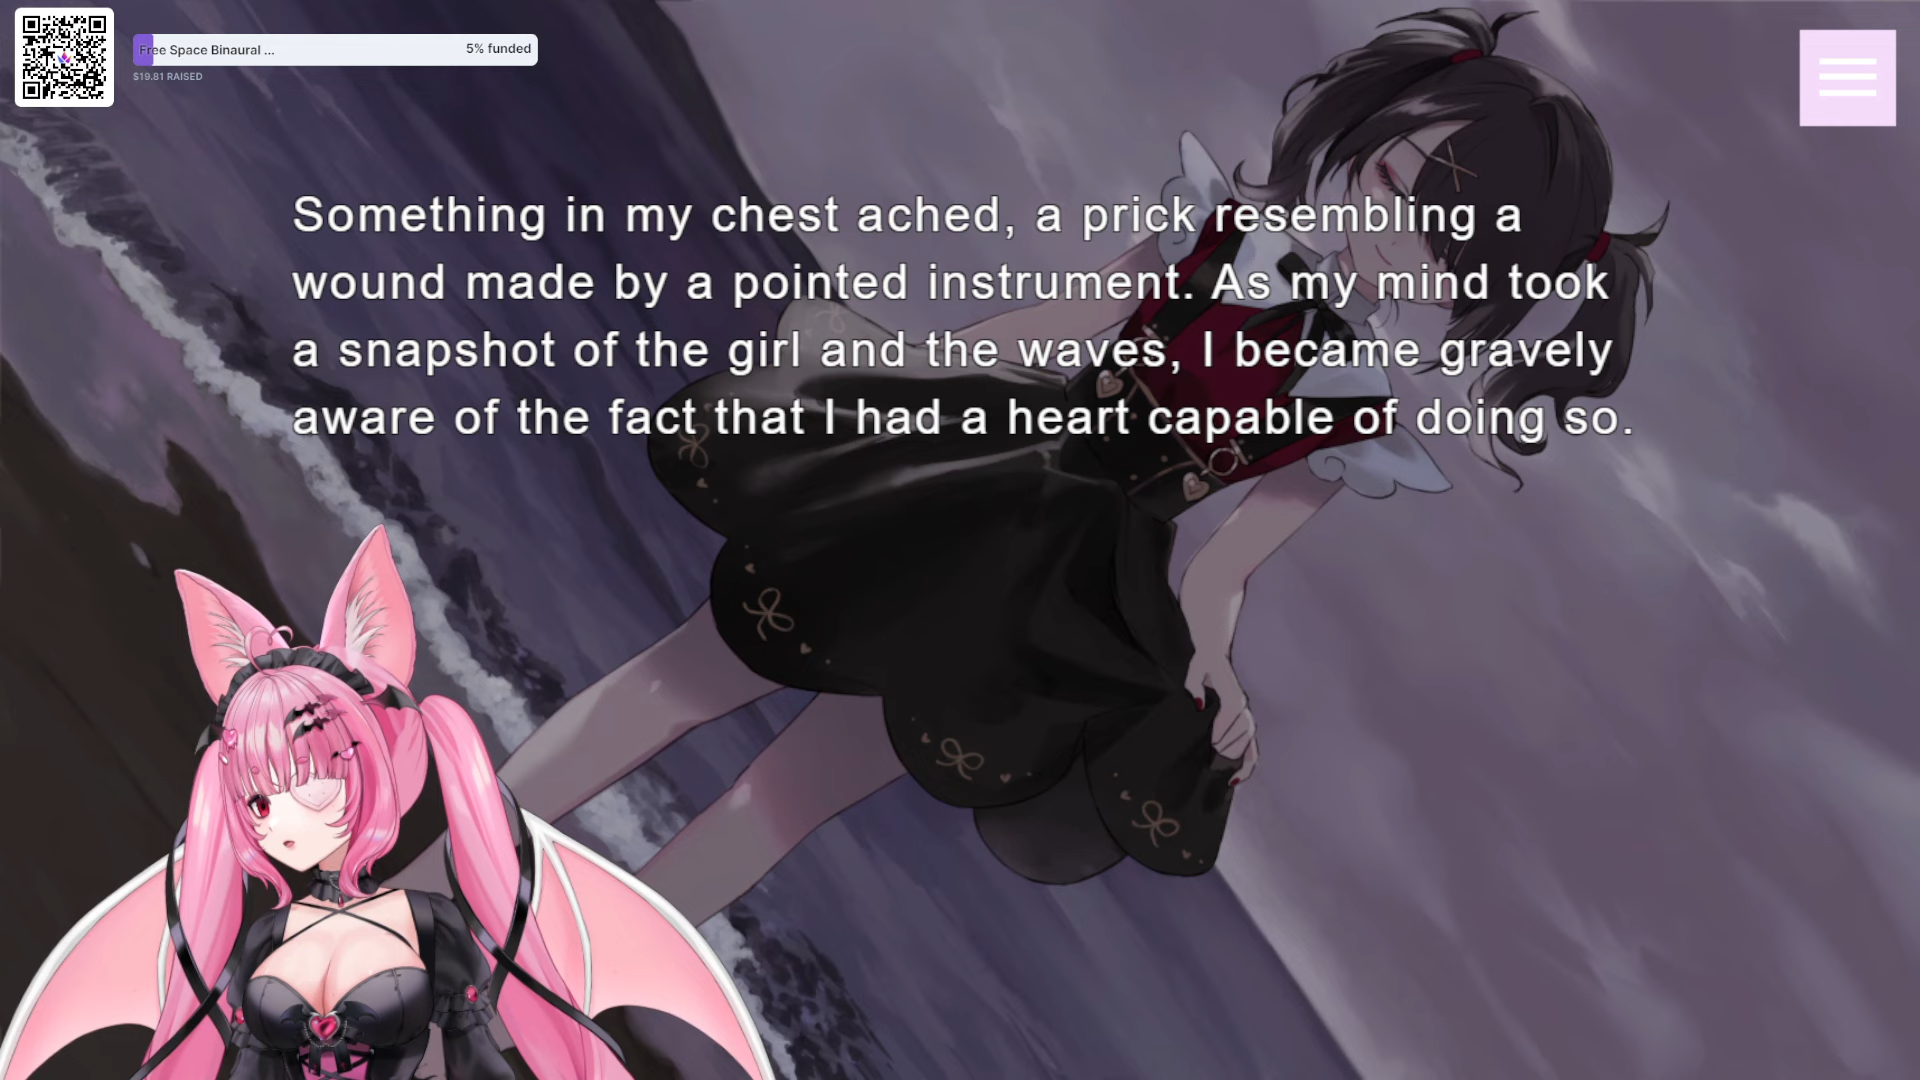 Free Space Binaural ...
5% funded
$19.81 RAISED
Something in my chest ached, a prick resembling a
wound made by a pointed instrument. As my mind took
a snapshot of the girl and the waves, I became gravely
aware of the fact that I had a heart capable of doing so.